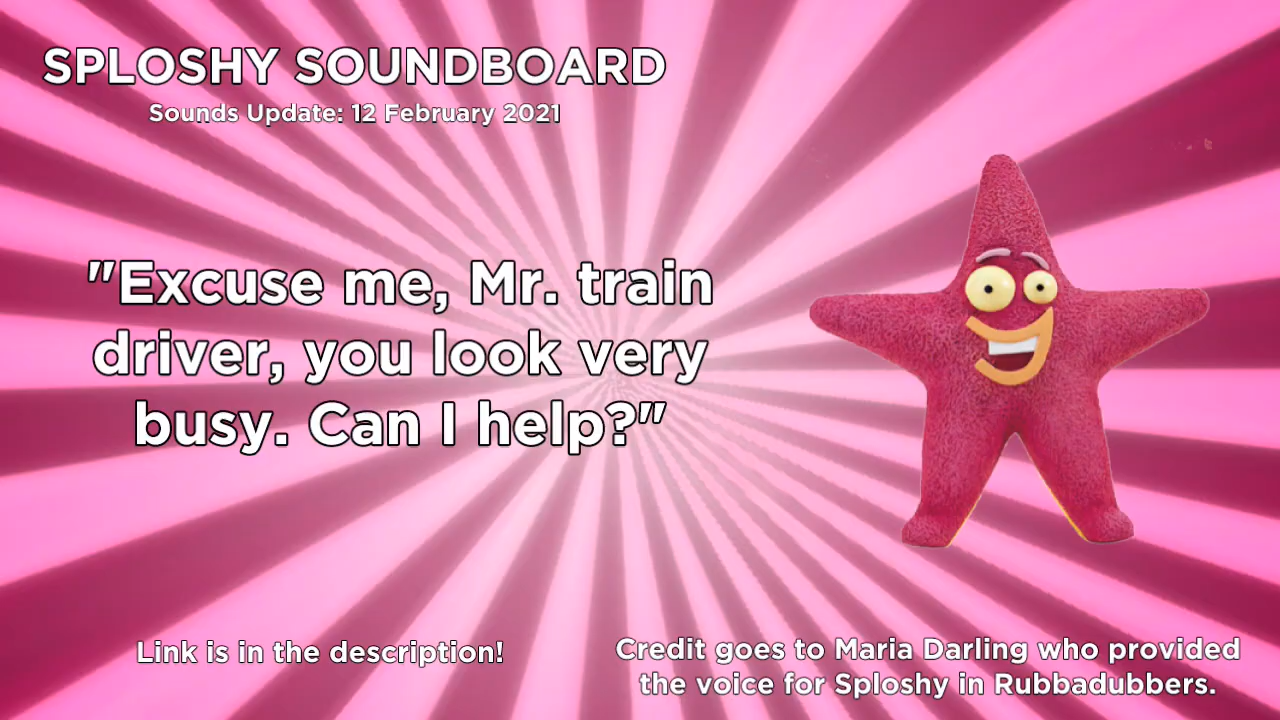 SPLOSHY SOUNDBOARD
Sounds Update: 12 February 2021
"Excuse me, Mr. train
driver, you look very
busy. Can I help?"
Link is in the description!
Credit goes to Maria Darling who provided
the voice for Sploshy in Rubbadubbers.